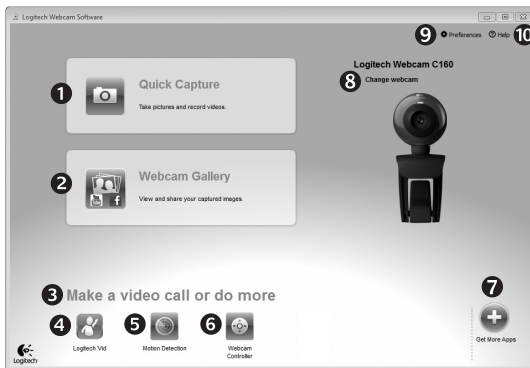 Logitech Webcam Software
9 Preferences Help 10
Logitech Webcam C160
8 Change webcam
1 Quick Capture
Take pictures and record videos.
2 Webcam Gallery
View and share your captured images.
3 Make a video call or do more
4 Logitech Vid
5 Motion Detection
6 Webcam
Controller
7
Get More Apps
Logitech